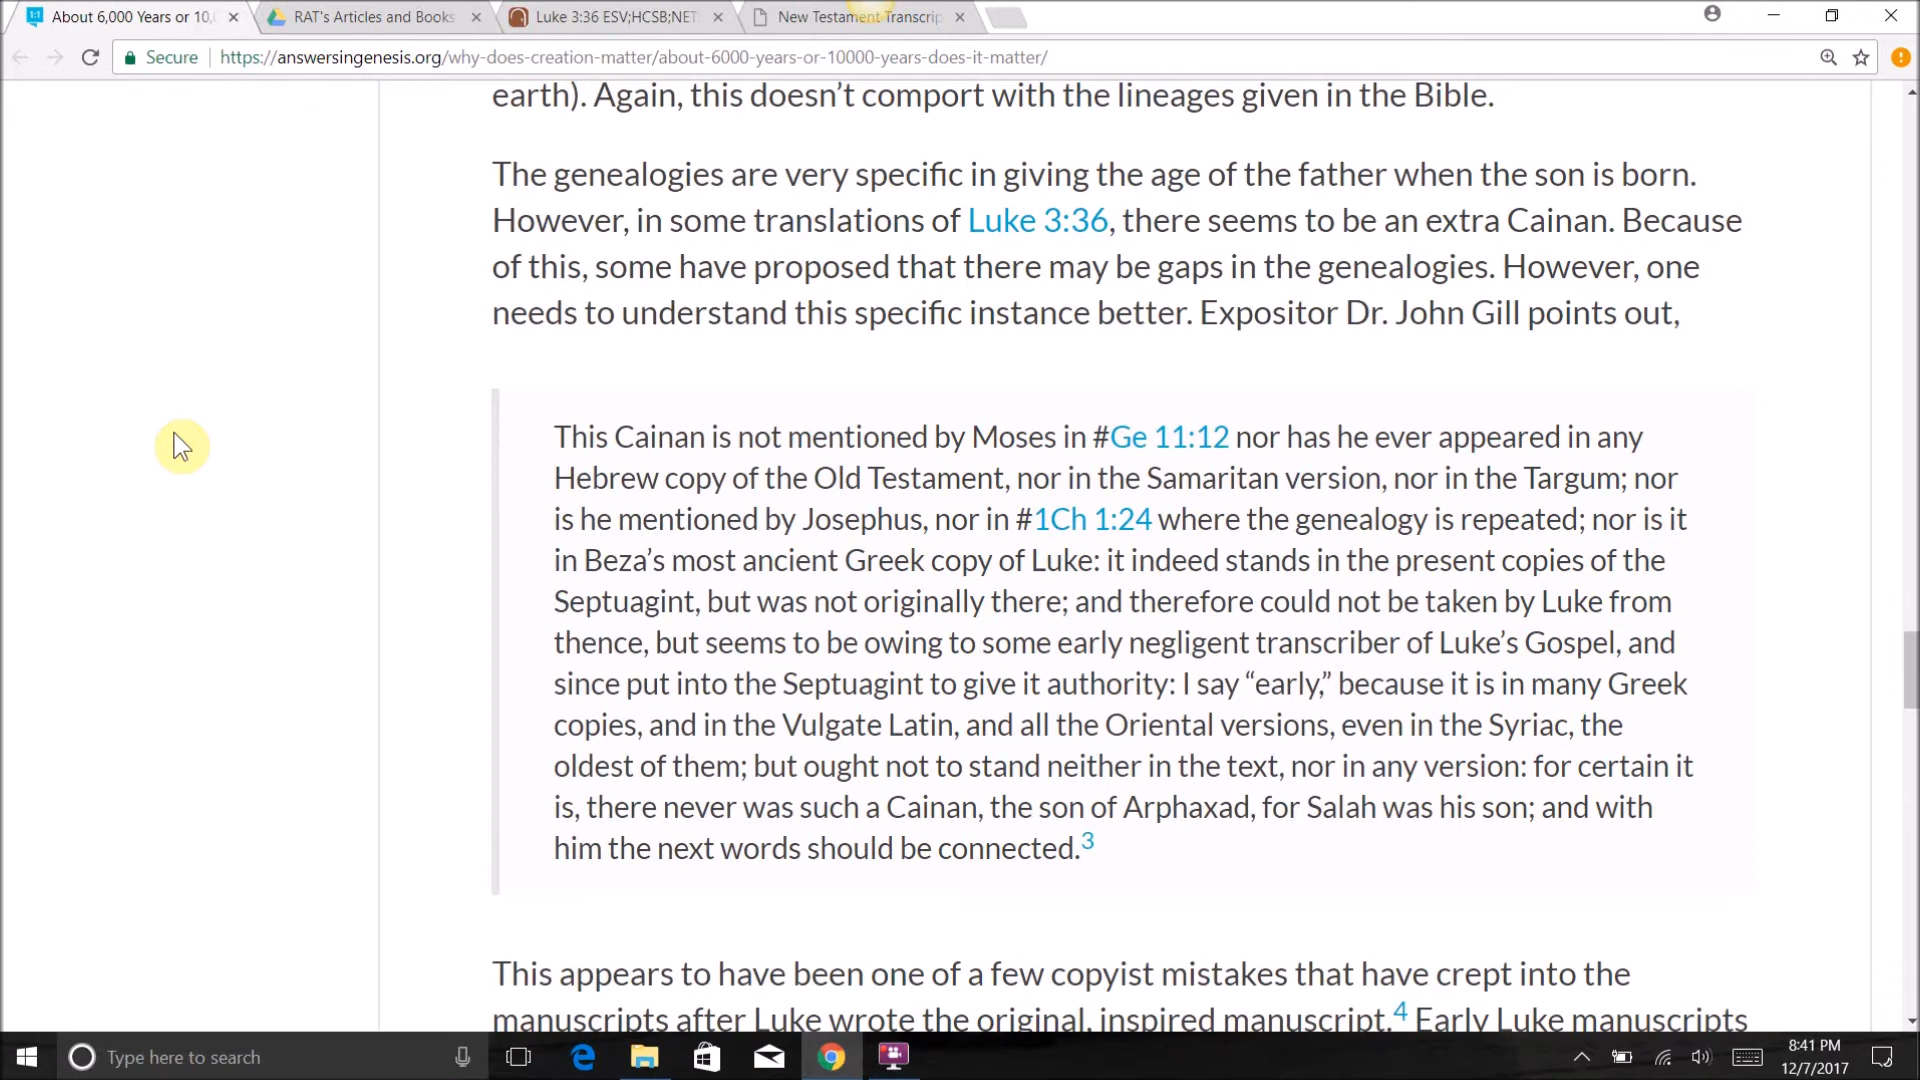 About 6,000 Years or 10,
RAT's Articles and Books
Luke 3:36 ESV;HCSB;NET
New Testament Transcrip
Secure
https://answersingenesis.org/why-does-creation-matter/about-6000-years-or-10000-years-does-it-matter/
earth). Again, this doesn’t comport with the lineages given in the Bible.
The genealogies are very specific in giving the age of the father when the son is born.
However, in some translations of Luke 3:36, there seems to be an extra Cainan. Because
of this, some have proposed that there may be gaps in the genealogies. However, one
needs to understand this specific instance better. Expositor Dr. John Gill points out,
This Cainan is not mentioned by Moses in #Ge 11:12 nor has he ever appeared in any
Hebrew copy of the Old Testament, nor in the Samaritan version, nor in the Targum; nor
is he mentioned by Josephus, nor in #1Ch 1:24 where the genealogy is repeated; nor is it
in Beza’s most ancient Greek copy of Luke: it indeed stands in the present copies of the
Septuagint, but was not originally there; and therefore could not be taken by Luke from
thence, but seems to be owing to some early negligent transcriber of Luke’s Gospel, and
since put into the Septuagint to give it authority: I say “early,” because it is in many Greek
copies, and in the Vulgate Latin, and all the Oriental versions, even in the Syriac, the
oldest of them; but ought not to stand neither in the text, nor in any version: for certain it
is, there never was such a Cainan, the son of Arphaxad, for Salah was his son; and with
him the next words should be connected.3
This appears to have been one of a few copyist mistakes that have crept into the
manuscripts after Luke wrote the original, inspired manuscript.4 Early Luke manuscripts
Type here to search
8:41 PM
12/7/2017